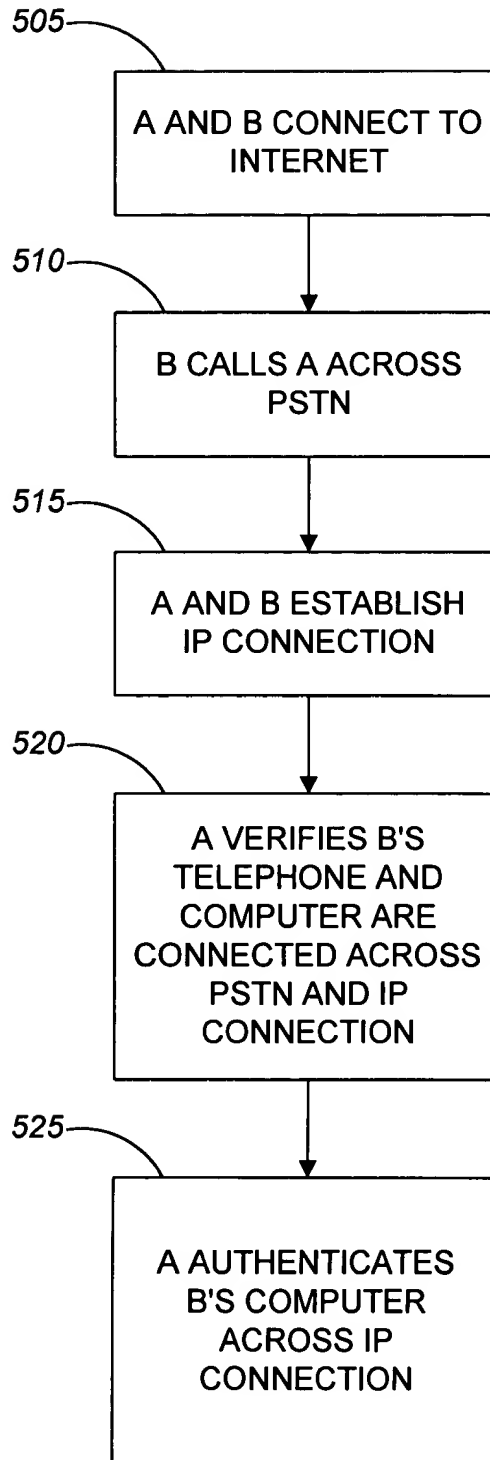 505
A AND B CONNECT TO
INTERNET
510
B CALLS A ACROSS
PSTN
515
A AND B ESTABLISH
IP CONNECTION
520
A VERIFIES B'S
TELEPHONE AND
COMPUTER ARE
CONNECTED ACROSS
PSTN AND IP
CONNECTION
525
A AUTHENTICATES
B'S COMPUTER
ACROSS IP
CONNECTION